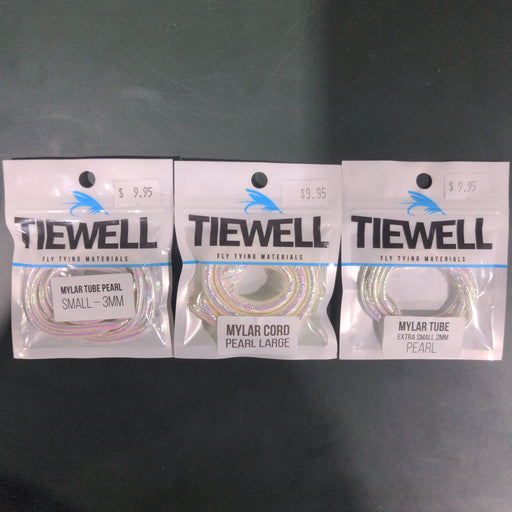 $ 9.95
TIEWELL
FLY TYING MATERIALS
MYLAR TUBE PEARL
SMALL - 3MM
$9.95
TIEWELL
FLY TYING MATERIALS
MYLAR CORD
PEARL LARGE
$ 9.95
TIEWELL
FLY TYING MATERIALS
MYLAR TUBE
EXTRA SMALL 2MM
PEARL